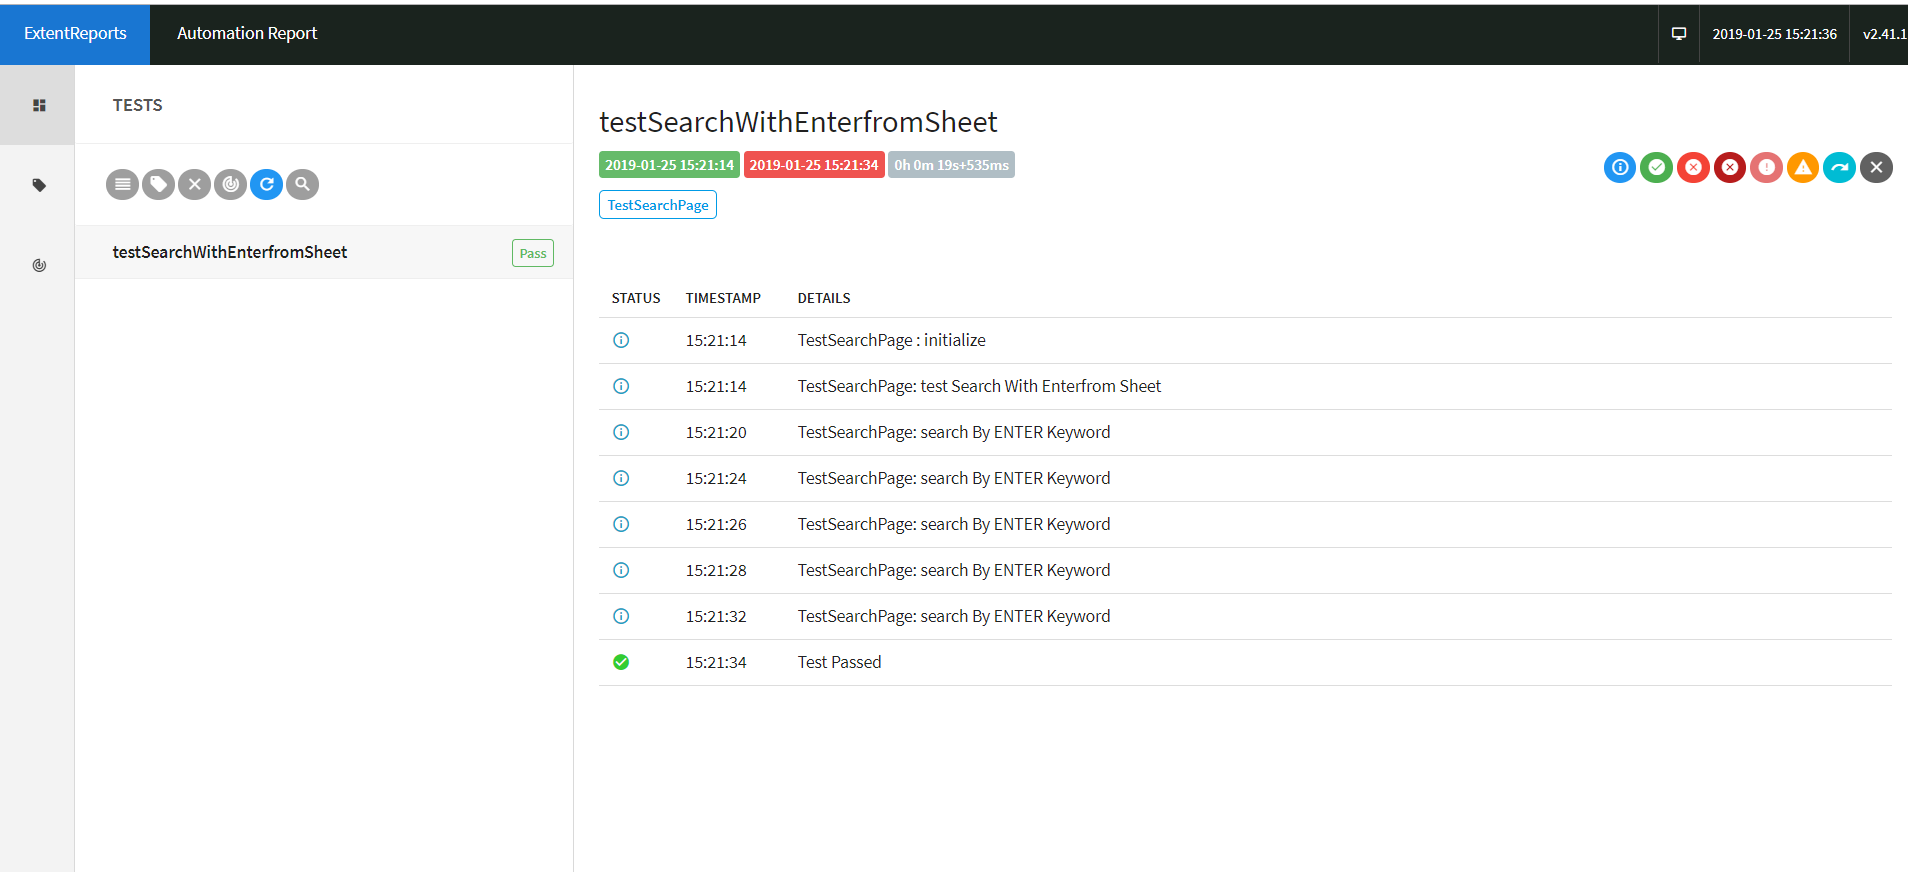 ExtentReports Automation Report 2019-01-25 15:21:36 v2.41.1
TESTS
testSearchWithEnterfromSheet Pass
testSearchWithEnterfromSheet
2019-01-25 15:21:14 2019-01-25 15:21:34 0h 0m 19s+535ms
TestSearchPage
STATUS TIMESTAMP DETAILS
15:21:14 TestSearchPage : initialize
15:21:14 TestSearchPage: test Search With Enterfrom Sheet
15:21:20 TestSearchPage: search By ENTER Keyword
15:21:24 TestSearchPage: search By ENTER Keyword
15:21:26 TestSearchPage: search By ENTER Keyword
15:21:28 TestSearchPage: search By ENTER Keyword
15:21:32 TestSearchPage: search By ENTER Keyword
15:21:34 Test Passed